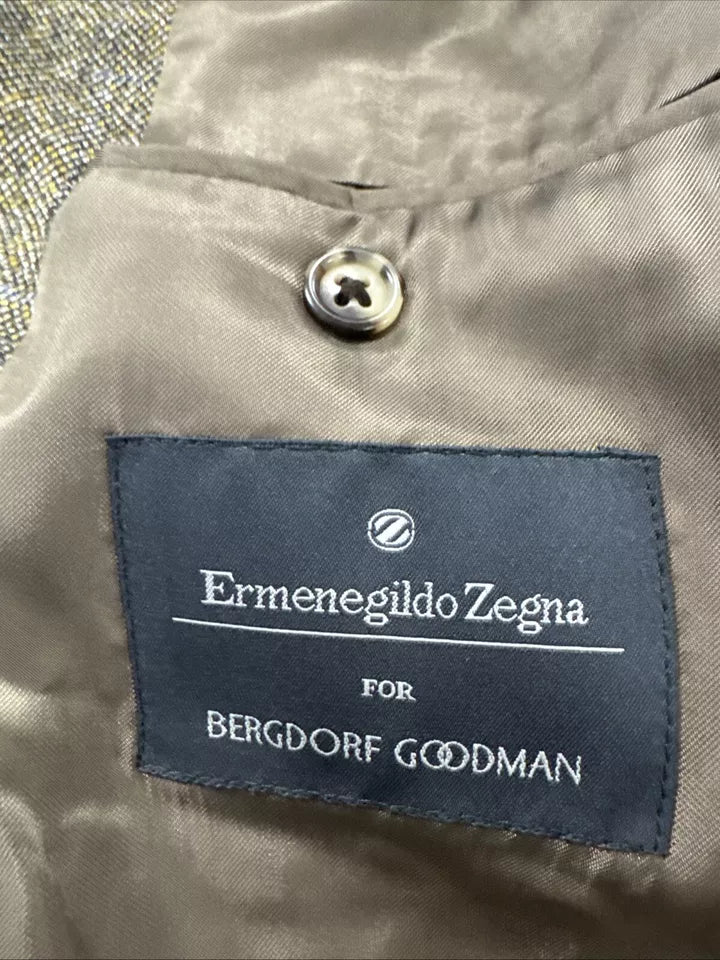 Z
Ermenegildo Zegna
FOR
BERGDORF GOODMAN